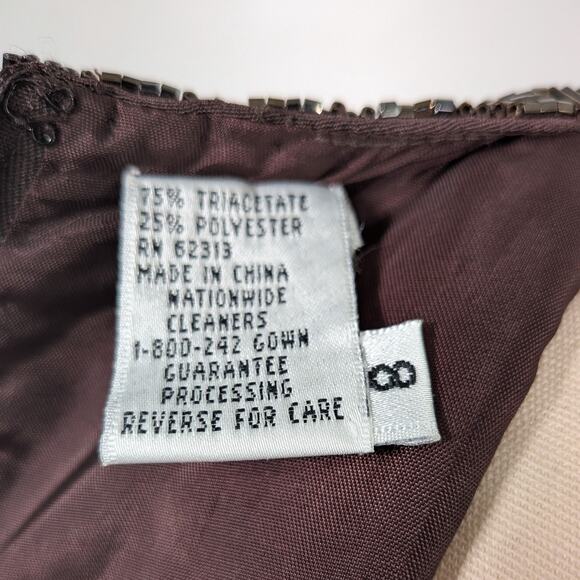 75% TRIACETATE
25% POLYESTER
RN 62313
MADE IN CHINA
NATIONWIDE
CLEANERS
1-800-242 GOWN
GUARANTEE
PROCESSING
REVERSE FOR CARE
8